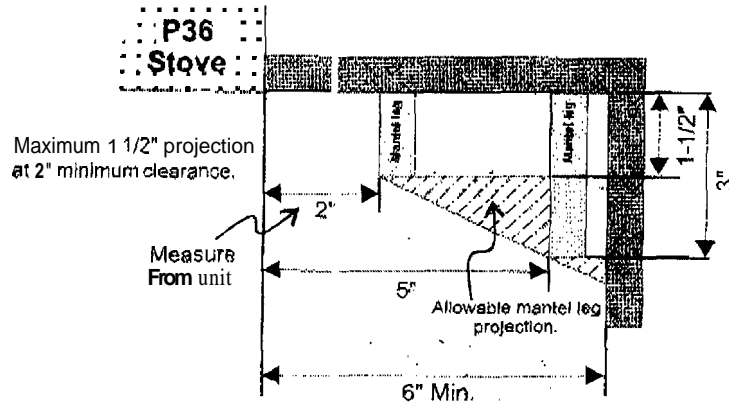 P36
Stove
Maximum 1 1/2" projection
at 2" minimum clearance.
Mantel leg
Mantel leg
1-1/2"
3"
2"
Measure
From unit
5"
Allowable mantel leg
projection.
6" Min.